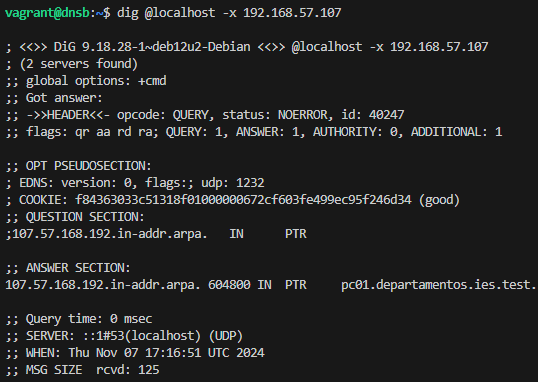 vagrant@dnsb:~$ dig @localhost -x 192.168.57.107
; <<>> DiG 9.18.28-1~deb12u2-Debian <<>> @localhost -x 192.168.57.107
; (2 servers found)
;; global options: +cmd
;; Got answer:
;; ->>HEADER<<- opcode: QUERY, status: NOERROR, id: 40247
;; flags: qr aa rd ra; QUERY: 1, ANSWER: 1, AUTHORITY: 0, ADDITIONAL: 1
;; OPT PSEUDOSECTION:
; EDNS: version: 0, flags:; udp: 1232
; COOKIE: f84363033c51318f01000000672cf603fe499ec95f246d34 (good)
;; QUESTION SECTION:
;107.57.168.192.in-addr.arpa. IN PTR
;; ANSWER SECTION:
107.57.168.192.in-addr.arpa. 604800 IN PTR pc01.departamentos.ies.test.
;; Query time: 0 msec
;; SERVER: ::1#53(localhost) (UDP)
;; WHEN: Thu Nov 07 17:16:51 UTC 2024
;; MSG SIZE rcvd: 125